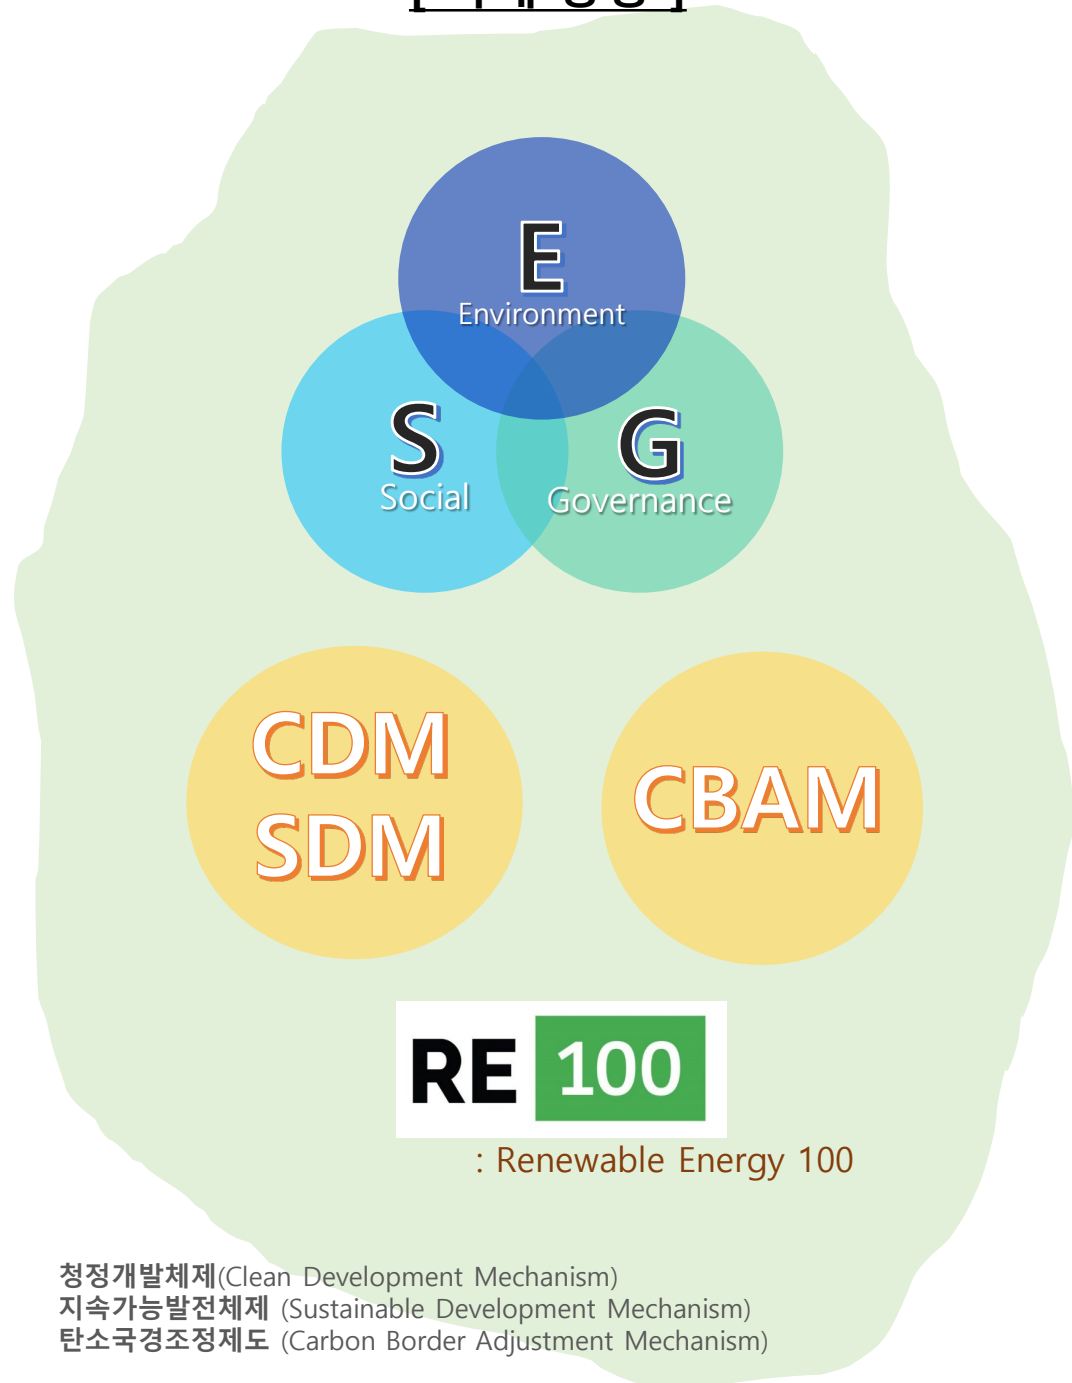 E
Environment
S
Social
G
Governance
CDM
SDM
CBAM
RE 100
: Renewable Energy 100
청정개발체제(Clean Development Mechanism)
지속가능발전체제 (Sustainable Development Mechanism)
탄소국경조정제도 (Carbon Border Adjustment Mechanism)